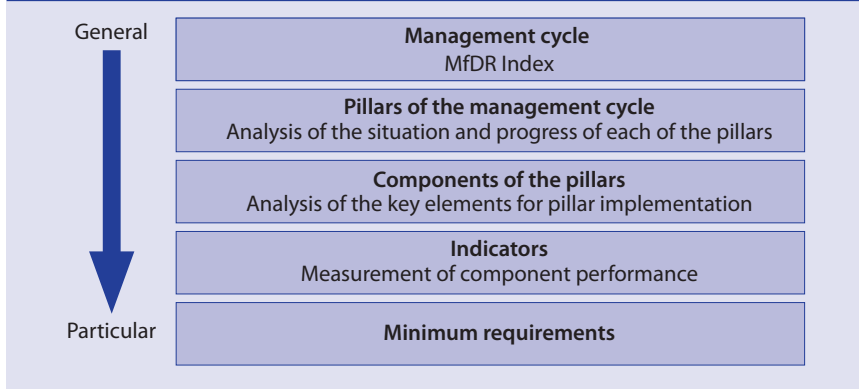 General
Management cycle
MfDR Index
Pillars of the management cycle
Analysis of the situation and progress of each of the pillars
Components of the pillars
Analysis of the key elements for pillar implementation
Indicators
Measurement of component performance
Particular
Minimum requirements